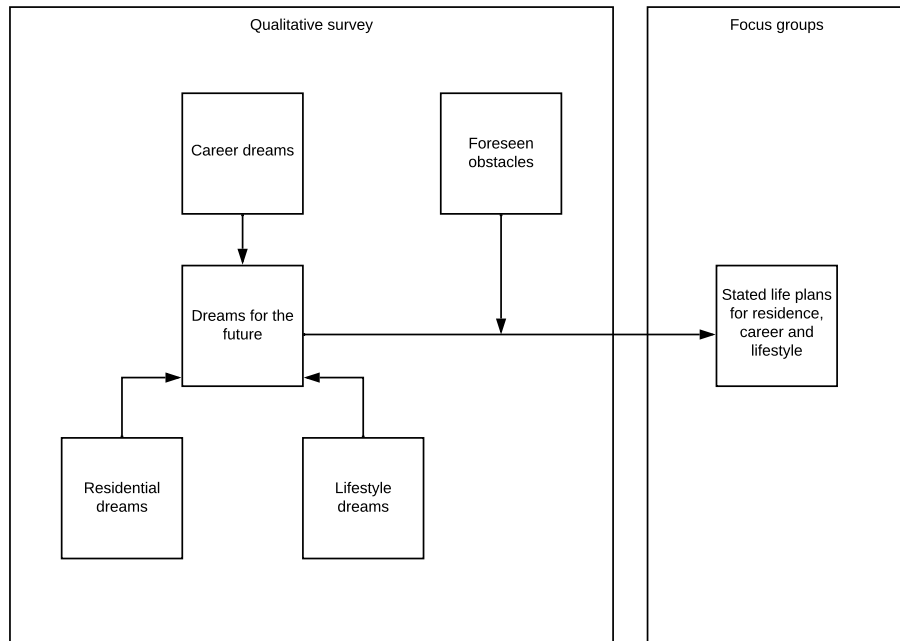 Qualitative survey
Focus groups
Career dreams
Foreseen
obstacles
Dreams for the
future
Stated life plans
for residence,
career and
lifestyle
Residential
dreams
Lifestyle
dreams